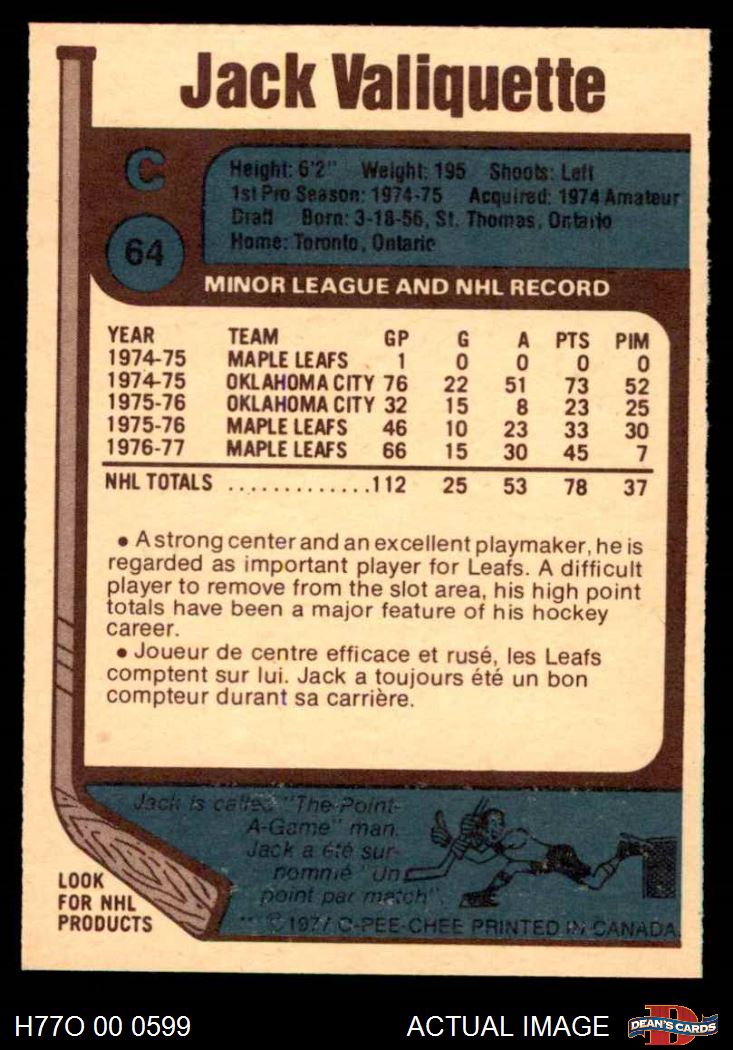 Jack Valiquette
C
64
Height: 6'2" Weight: 195 Shoots: Left
1st Pro Season: 1974-75 Acquired: 1974 Amateur
Draft Born: 3-18-56, St. Thomas, Ontario
Home: Toronto, Ontario
MINOR LEAGUE AND NHL RECORD
YEAR TEAM GP G A PTS PIM
1974-75 MAPLE LEAFS 1 0 0 0 0
1974-75 OKLAHOMA CITY 76 22 51 73 52
1975-76 OKLAHOMA CITY 32 15 8 23 25
1975-76 MAPLE LEAFS 46 10 23 33 30
1976-77 MAPLE LEAFS 66 15 30 45 7
NHL TOTALS .............112 25 53 78 37
• A strong center and an excellent playmaker, he is
regarded as important player for Leafs. A difficult
player to remove from the slot area, his high point
totals have been a major feature of his hockey
career.
• Joueur de centre efficace et rusé, les Leafs
comptent sur lui. Jack a toujours été un bon
compteur durant sa carrière.
Jack is called "The Point-
A-Game" man.
Jack a été sur-
nommé "Un
point par match".
LOOK
FOR NHL
PRODUCTS
** © 1977 O-PEE-CHEE PRINTED IN CANADA
H77O 00 0599
ACTUAL IMAGE
D
DEAN'S CARDS